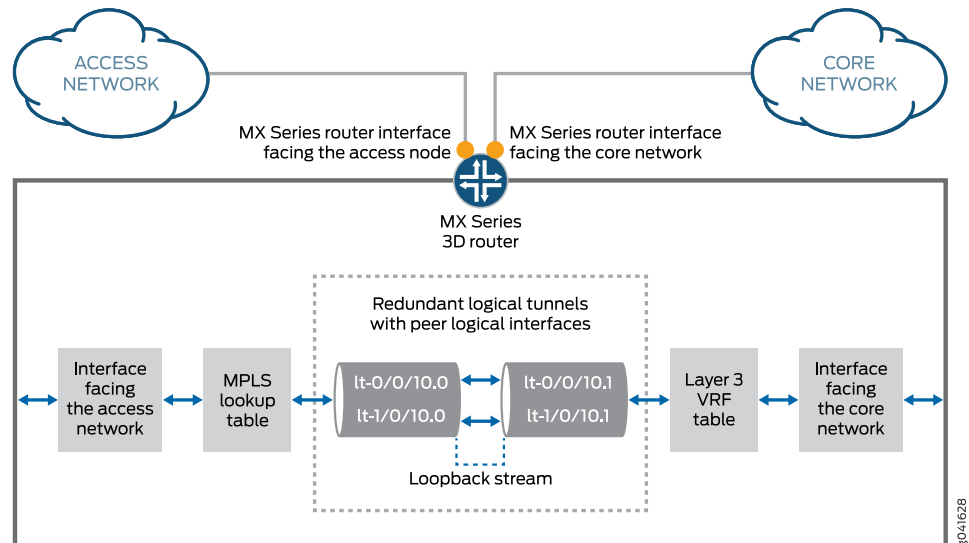 ACCESS
NETWORK
CORE
NETWORK
MX Series router interface
facing the access node
MX Series router interface
facing the core network
MX Series
3D router
Redundant logical tunnels
with peer logical interfaces
Interface
facing
the access
network
MPLS
lookup
table
lt-0/0/10.0
lt-1/0/10.0
lt-0/0/10.1
lt-1/0/10.1
Layer 3
VRF
table
Interface
facing
the core
network
Loopback stream